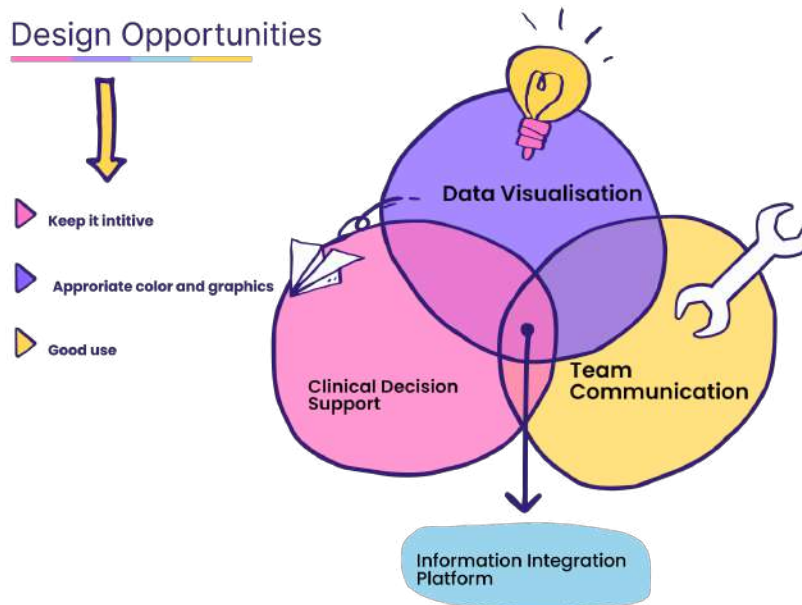 Design Opportunities
Keep it intitive
Approriate color and graphics
Good use
Data Visualisation
Clinical Decision
Support
Team
Communication
Information Integration
Platform